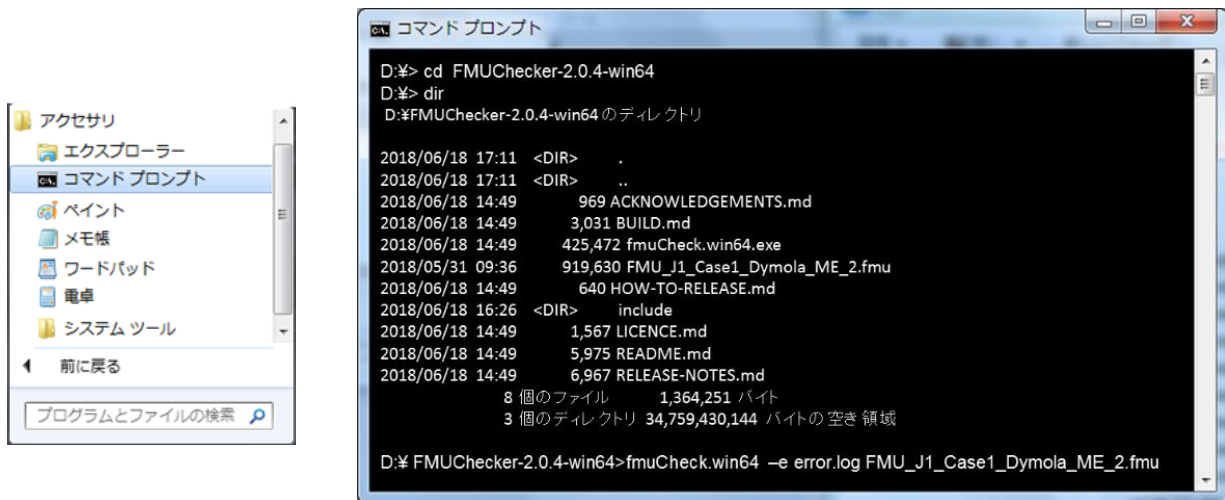 アクセサリ
エクスプローラー
コマンド プロンプト
ペイント
メモ帳
ワードパッド
電卓
システム ツール
前に戻る
プログラムとファイルの検索
コマンド プロンプト
D:¥> cd FMUChecker-2.0.4-win64
D:¥> dir
D:¥FMUChecker-2.0.4-win64のディレクトリ
2018/06/18 17:11 <DIR> .
2018/06/18 17:11 <DIR> ..
2018/06/18 14:49 969 ACKNOWLEDGEMENTS.md
2018/06/18 14:49 3,031 BUILD.md
2018/06/18 14:49 425,472 fmuCheck.win64.exe
2018/05/31 09:36 919,630 FMU_J1_Case1_Dymola_ME_2.fmu
2018/06/18 14:49 640 HOW-TO-RELEASE.md
2018/06/18 16:26 <DIR> include
2018/06/18 14:49 1,567 LICENCE.md
2018/06/18 14:49 5,975 README.md
2018/06/18 14:49 6,967 RELEASE-NOTES.md
8 個のファイル 1,364,251 バイト
3 個のディレクトリ 34,759,430,144 バイトの空き領域
D:¥ FMUChecker-2.0.4-win64>fmuCheck.win64 –e error.log FMU_J1_Case1_Dymola_ME_2.fmu